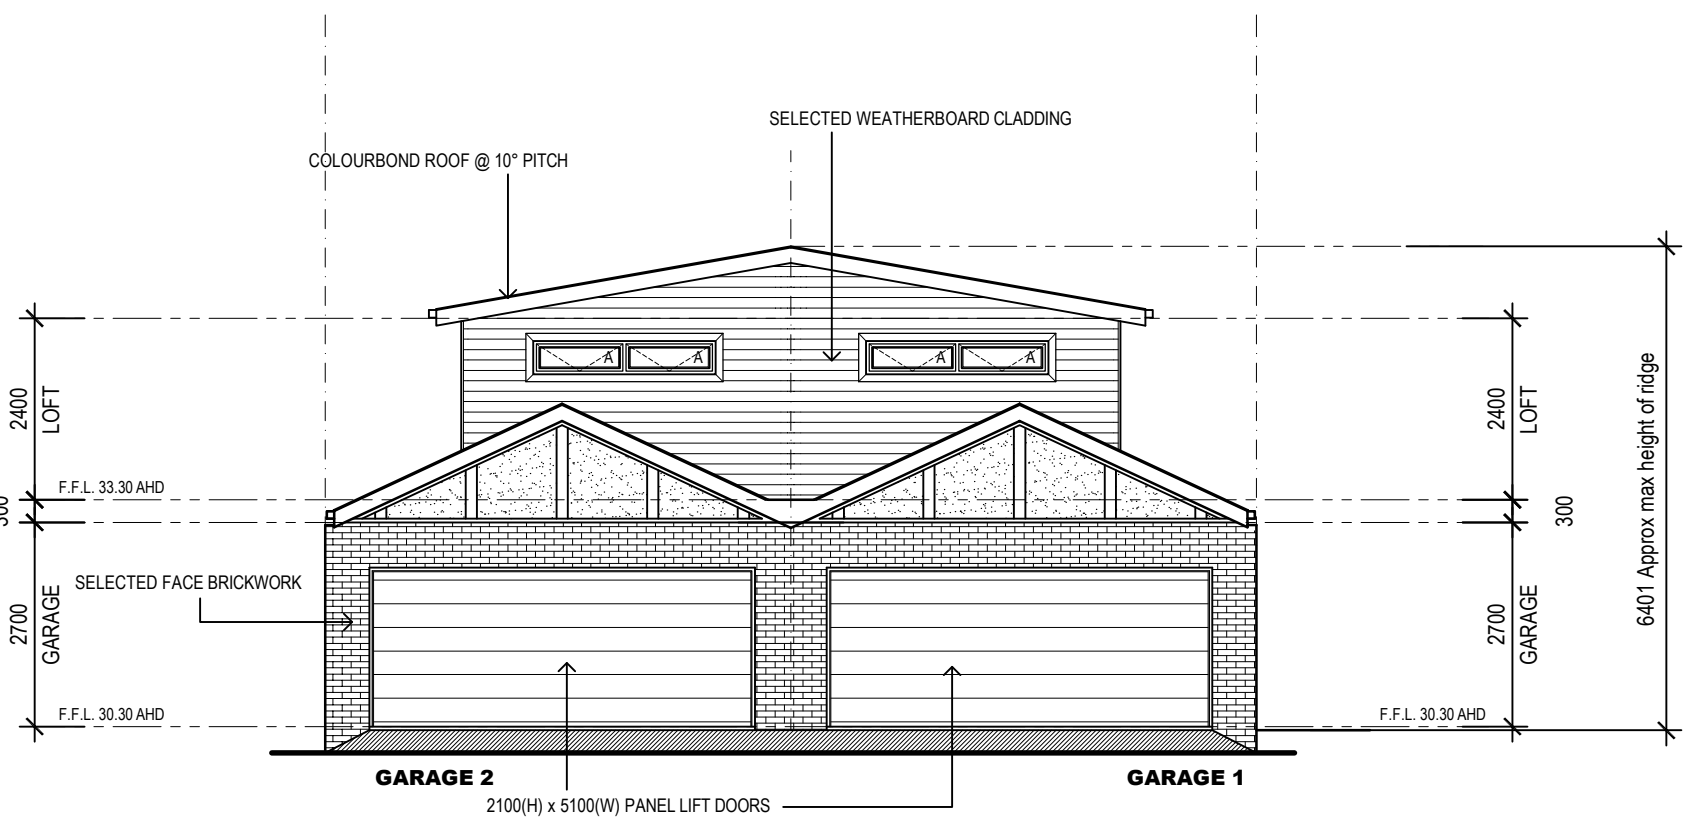 SELECTED WEATHERBOARD CLADDING
COLOURBOND ROOF @ 10° PITCH
A
A
A
A
2400
LOFT
2400
LOFT
6401 Approx max height of ridge
F.F.L. 33.30 AHD
300
300
SELECTED FACE BRICKWORK
2700
GARAGE
2700
GARAGE
F.F.L. 30.30 AHD
F.F.L. 30.30 AHD
GARAGE 2
GARAGE 1
2100(H) x 5100(W) PANEL LIFT DOORS